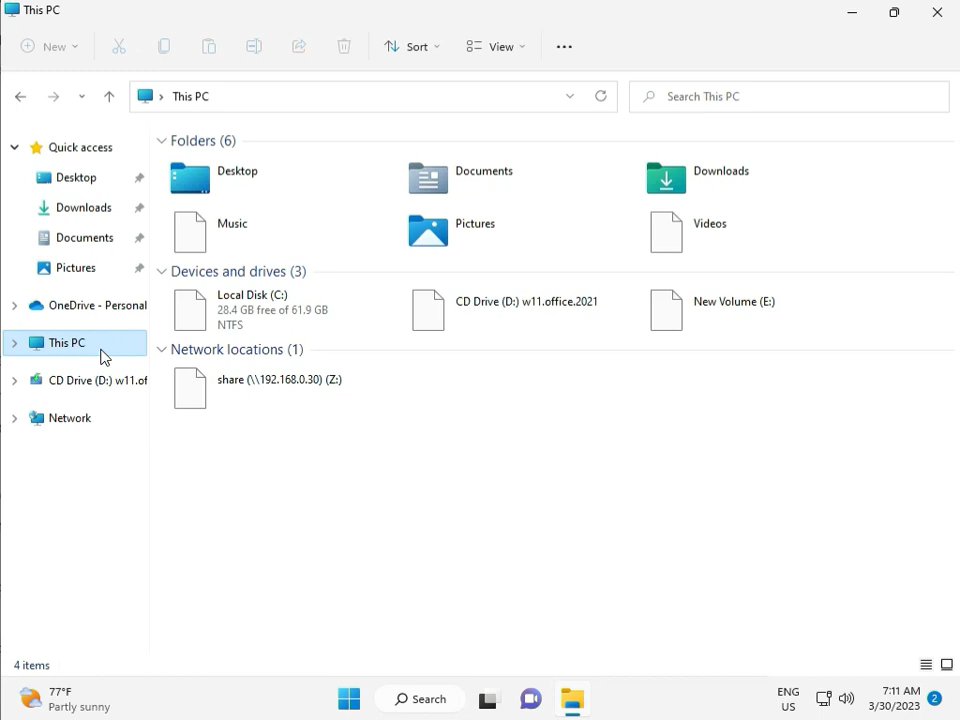 This PC
New
Sort
View
This PC
Search This PC
Quick access
Desktop
Downloads
Documents
Pictures
OneDrive - Personal
This PC
CD Drive (D:) w11.of
Network
Folders (6)
Desktop
Documents
Downloads
Music
Pictures
Videos
Devices and drives (3)
Local Disk (C:)
28.4 GB free of 61.9 GB
NTFS
CD Drive (D:) w11.office.2021
New Volume (E:)
Network locations (1)
share (\\192.168.0.30) (Z:)
4 items
77°F
Partly sunny
Search
ENG
US
7:11 AM
3/30/2023
2